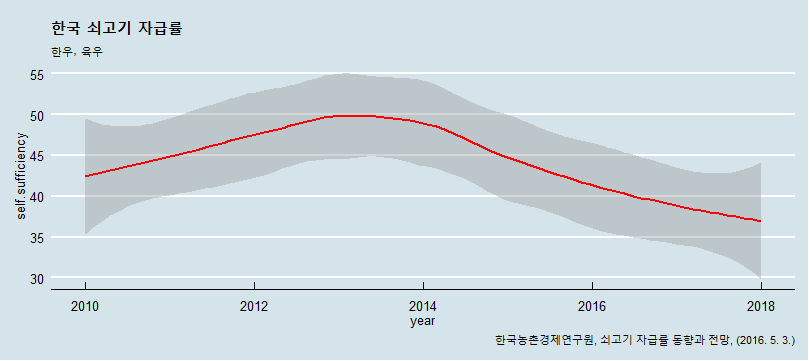 한국 쇠고기 자급률
한우, 육우
55
50
45
40
35
30
self.sufficiency
2010
2012
2014
2016
2018
year
한국농촌경제연구원, 쇠고기 자급률 동향과 전망, (2016. 5. 3.)